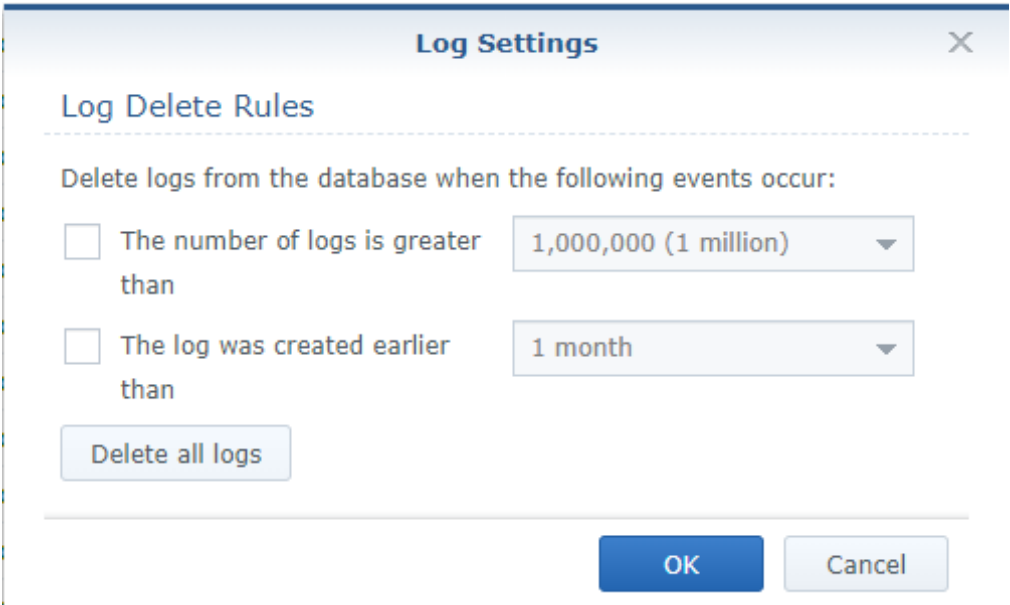 Log Settings
Log Delete Rules
Delete logs from the database when the following events occur:
The number of logs is greater
than
1,000,000 (1 million)
The log was created earlier
than
1 month
Delete all logs
OK
Cancel